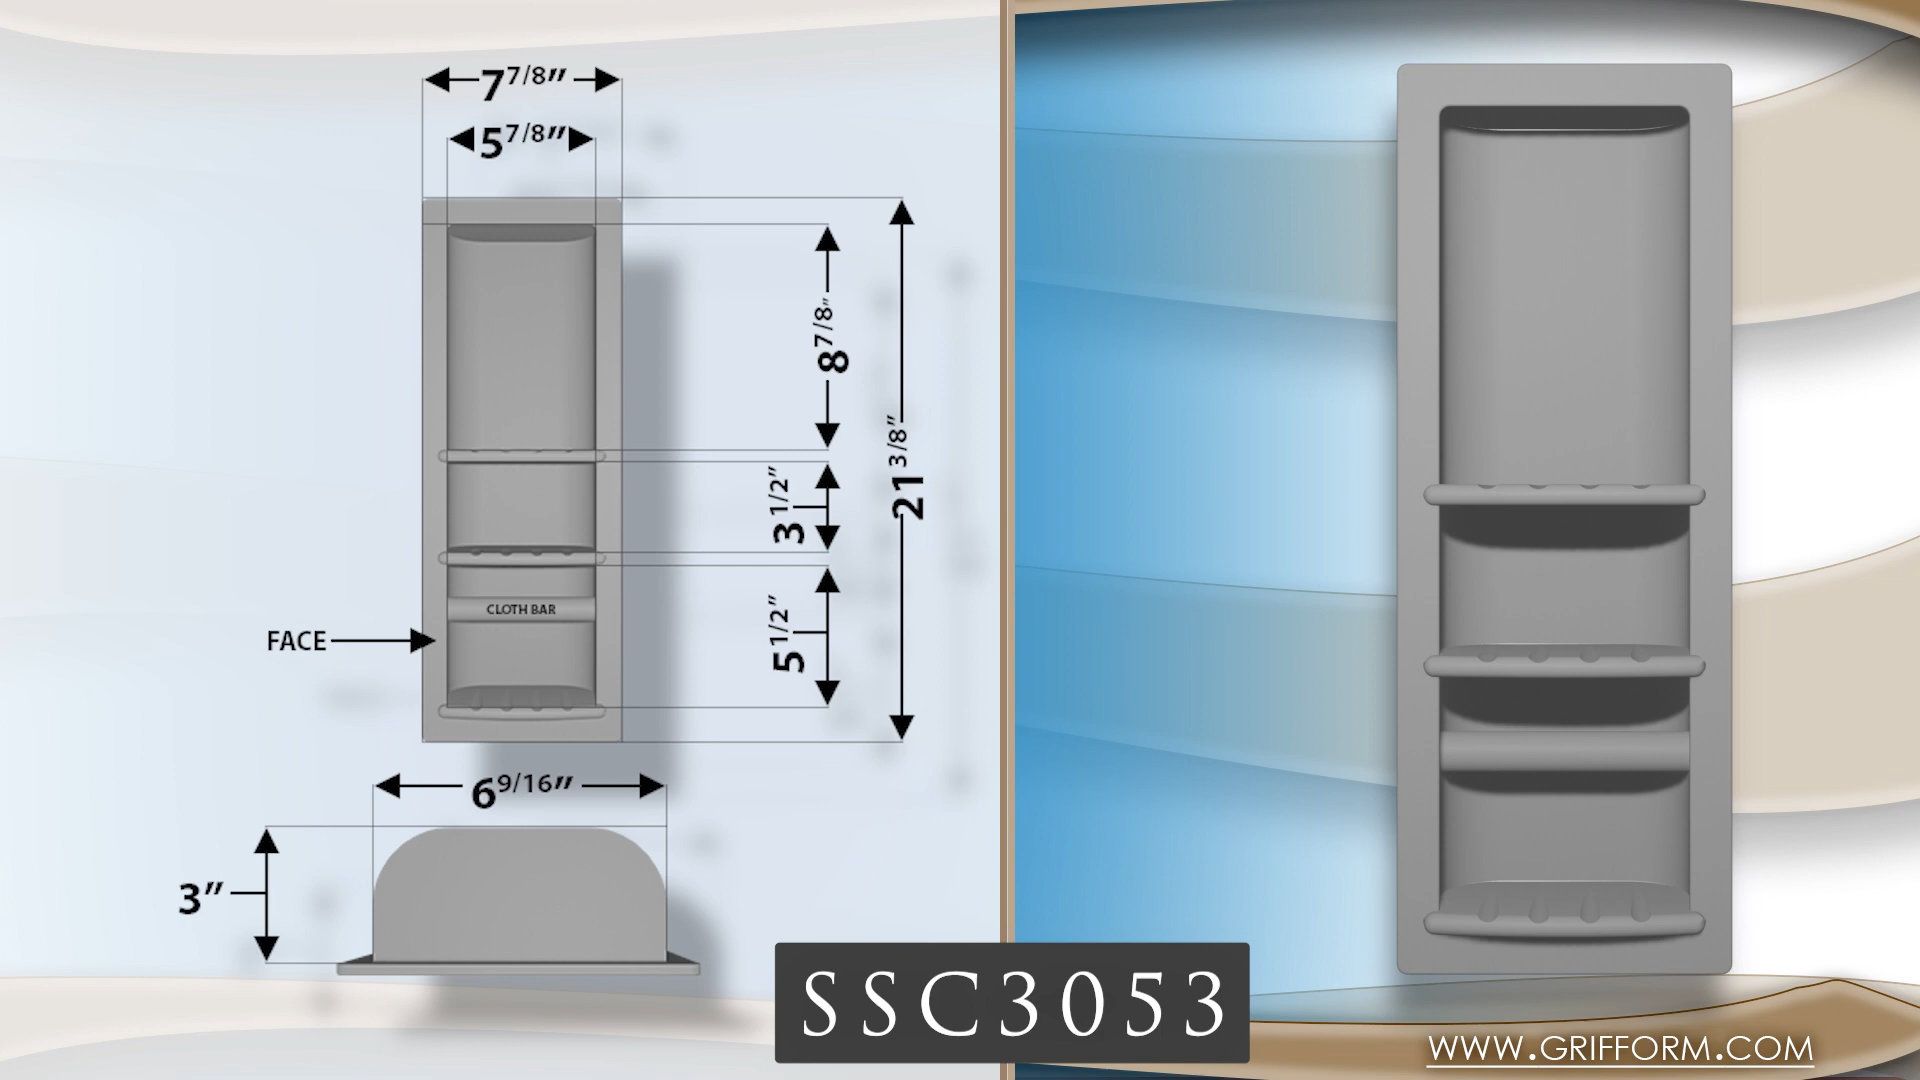 7 7/8"
5 7/8"
8 7/8"
21 3/8"
3 1/2"
5 1/2"
CLOTH BAR
FACE
6 9/16"
3"
SSC3053
WWW.GRIFFORM.COM